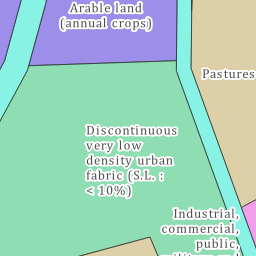 Arable land
(annual crops)
Pastures
Discontinuous
very low
density urban
fabric (S.L. :
< 10%)
Industrial,
commercial,
public,